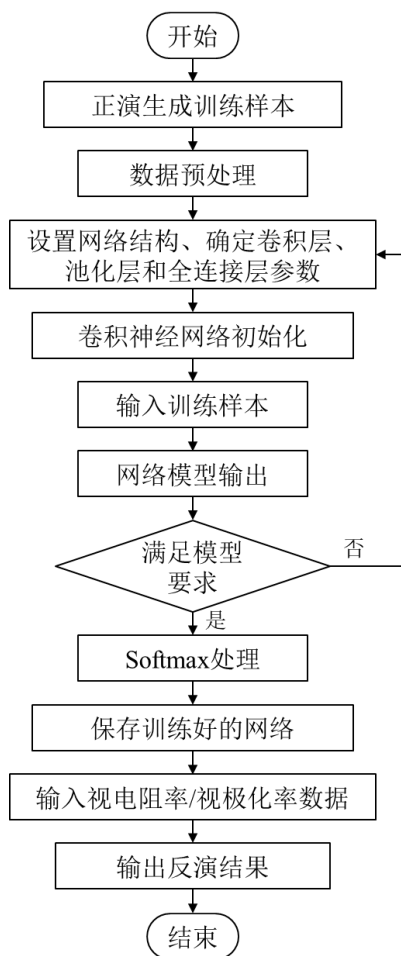 开始
正演生成训练样本
数据预处理
设置网络结构、确定卷积层、
池化层和全连接层参数
卷积神经网络初始化
输入训练样本
网络模型输出
满足模型
要求
否
是
Softmax处理
保存训练好的网络
输入视电阻率/视极化率数据
输出反演结果
结束